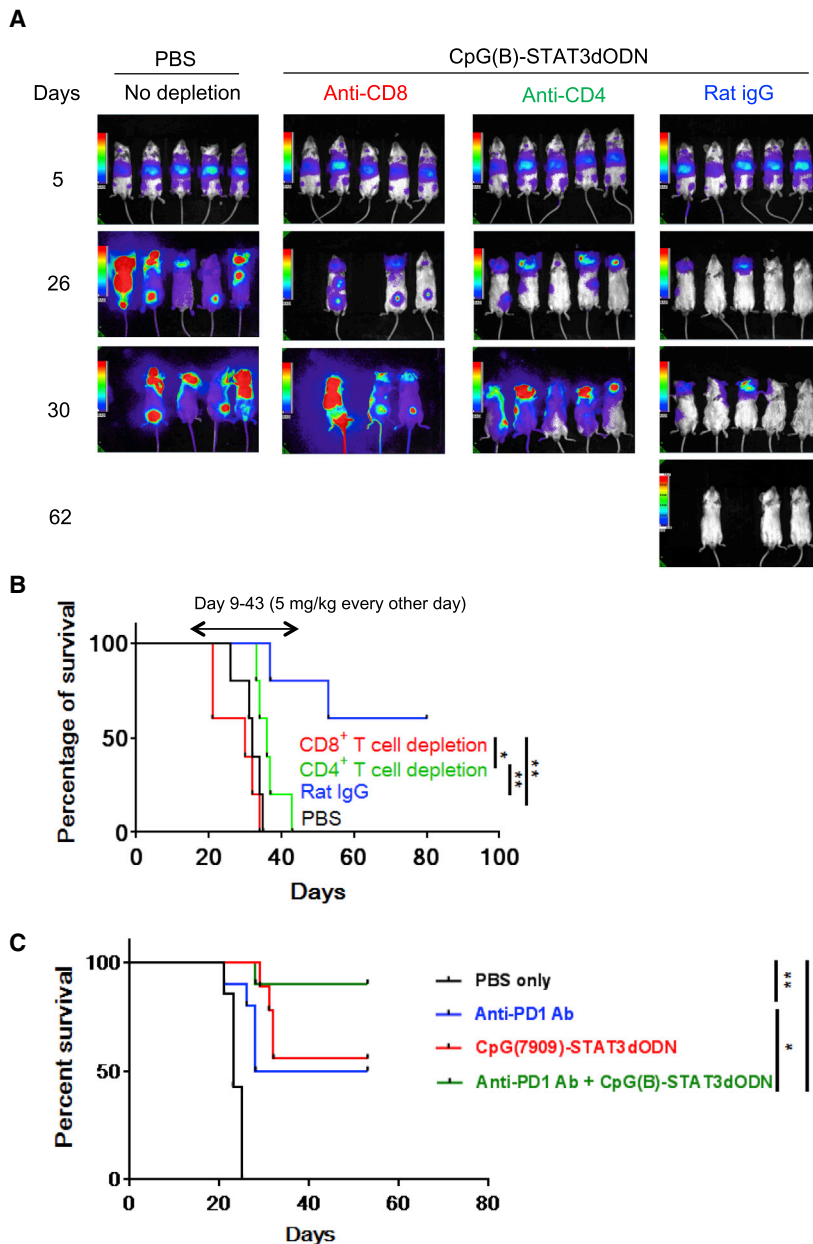 A
PBS
CpG(B)-STAT3dODN
Days
No depletion
Anti-CD8
Anti-CD4
Rat igG
5
26
30
62
B
Day 9-43 (5 mg/kg every other day)
Percentage of survival
100
50
0
CD8+ T cell depletion
CD4+ T cell depletion
Rat IgG
PBS
*
**
**
0 20 40 60 80 100
Days
C
Percent survival
100
50
0
PBS only
Anti-PD1 Ab
CpG(7909)-STAT3dODN
Anti-PD1 Ab + CpG(B)-STAT3dODN
**
*
0 20 40 60 80
Days